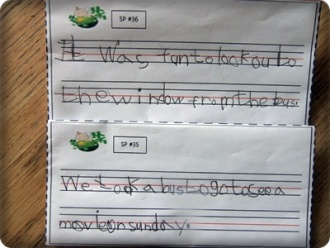 SP #36
It Was fun to look out to
the window from the bus.
SP #35
We took a bus to go to see a
movie on sunday.